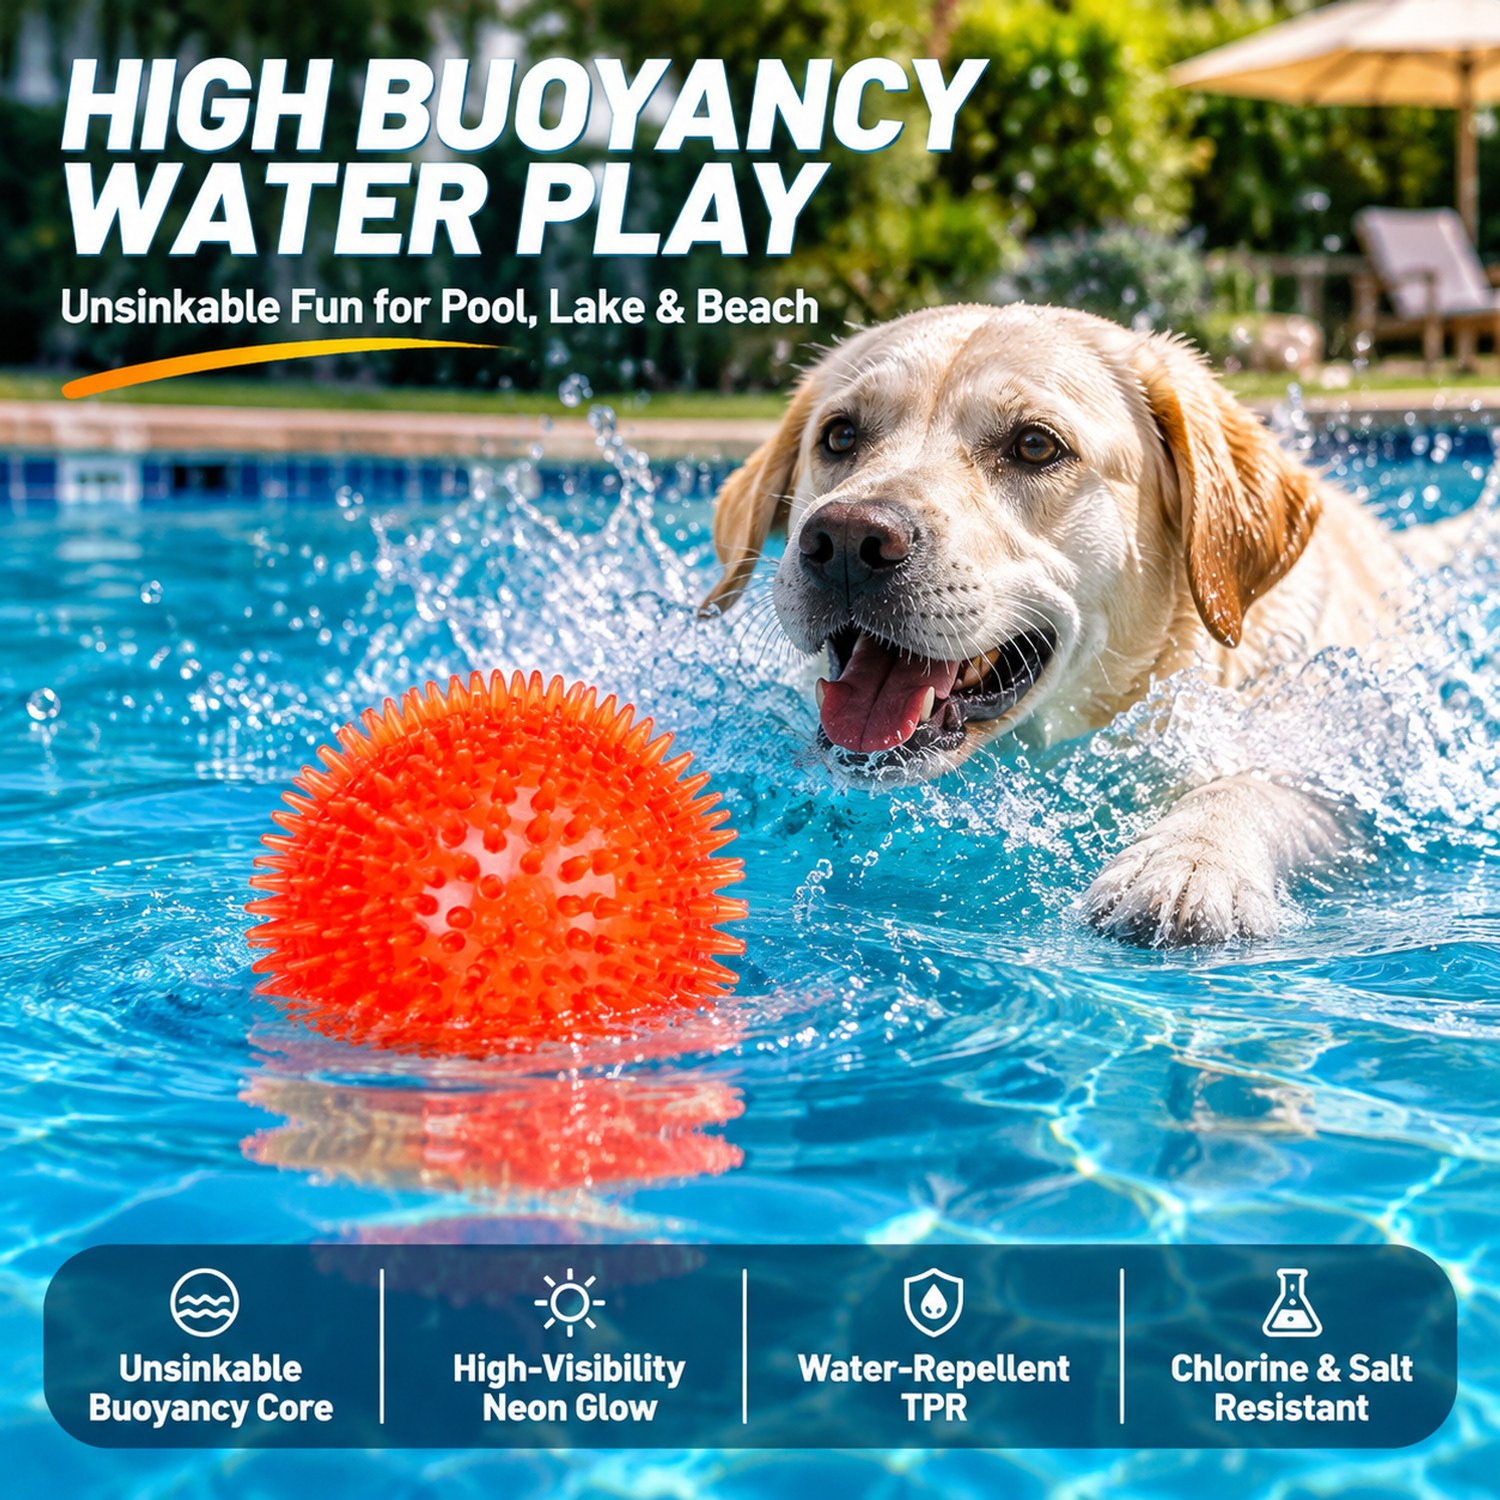 HIGH BUOYANCY
WATER PLAY
Unsinkable Fun for Pool, Lake & Beach
Unsinkable
Buoyancy Core
High-Visibility
Neon Glow
Water-Repellent
TPR
Chlorine & Salt
Resistant